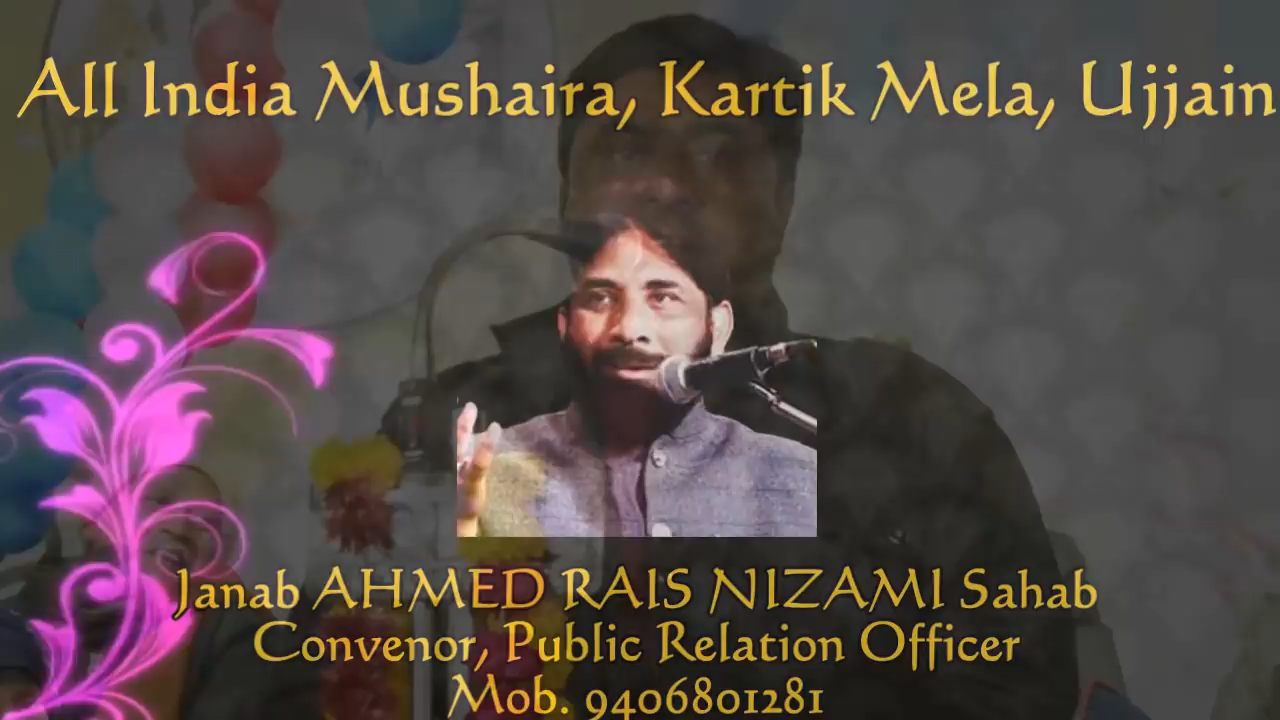 All India Mushaira, Kartik Mela, Ujjain
Janab AHMED RAIS NIZAMI Sahab
Convenor, Public Relation Officer
Mob. 9406801281